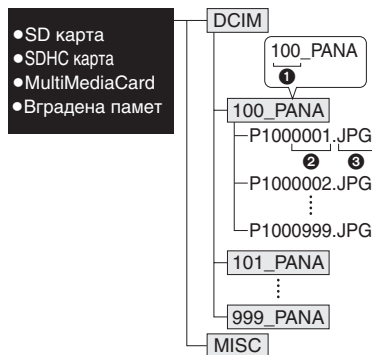 ●SD карта
●SDHC карта
●MultiMediaCard
●Вградена памет
DCIM
100_PANA
❶
100_PANA
P1000001.JPG
❷ ❸
P1000002.JPG
P1000999.JPG
101_PANA
999_PANA
MISC